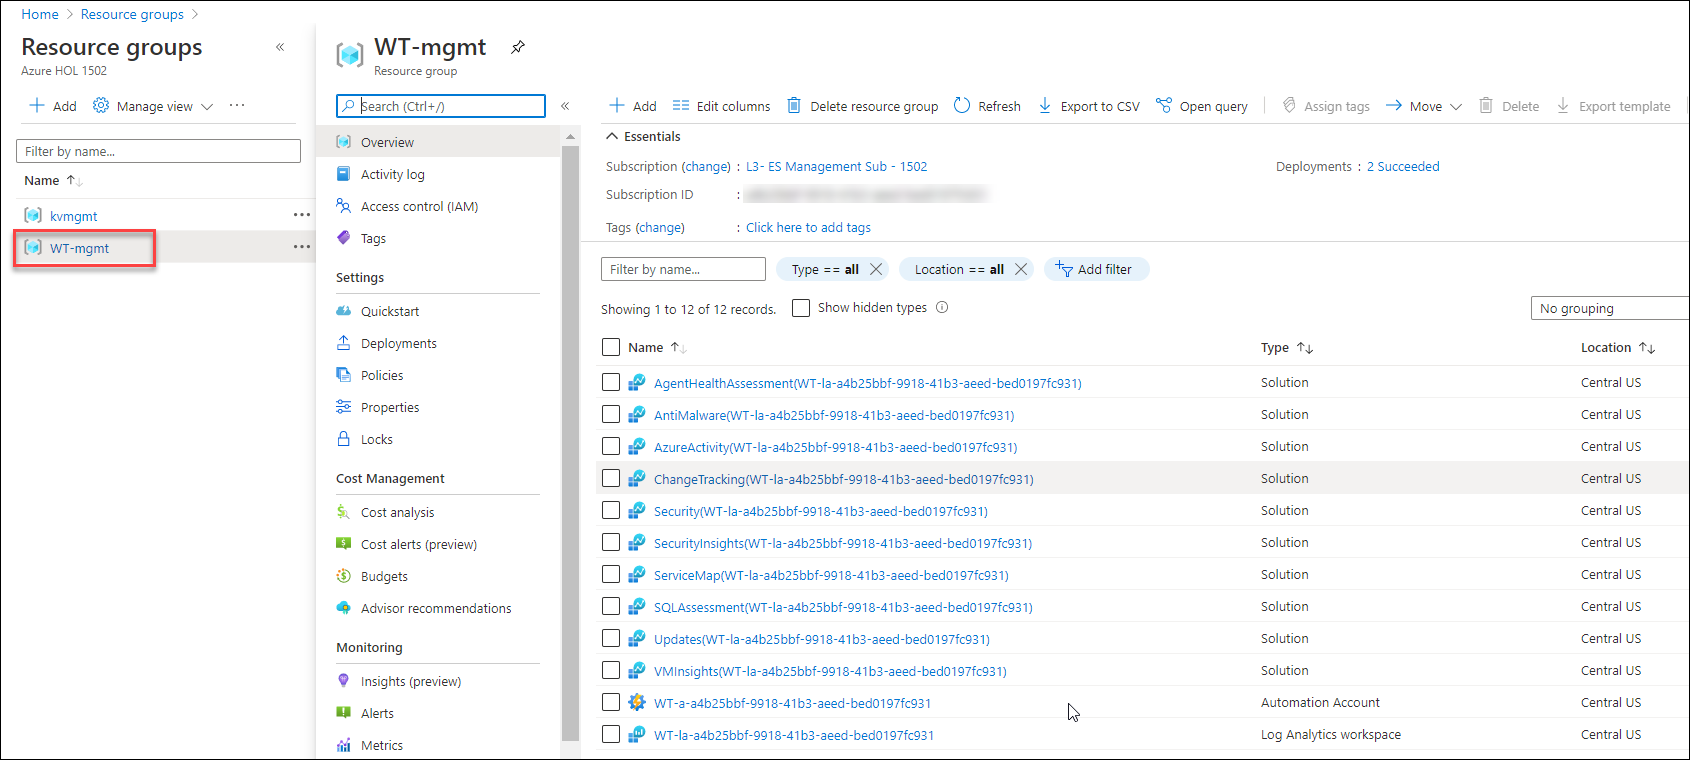 Home > Resource groups >
Resource groups «
Azure HOL 1502
Add Manage view ...
Filter by name...
Name ↑↓
kvmgmt ...
WT-mgmt ...
WT-mgmt
Resource group
Search (Ctrl+/) «
Overview
Activity log
Access control (IAM)
Tags
Settings
Quickstart
Deployments
Policies
Properties
Locks
Cost Management
Cost analysis
Cost alerts (preview)
Budgets
Advisor recommendations
Monitoring
Insights (preview)
Alerts
Metrics
Add Edit columns Delete resource group Refresh Export to CSV Open query Assign tags Move Delete Export template
Essentials
Subscription (change) : L3- ES Management Sub - 1502 Deployments : 2 Succeeded
Subscription ID :
Tags (change) : Click here to add tags
Filter by name... Type == all Location == all Add filter
Showing 1 to 12 of 12 records. Show hidden types No grouping
Name ↑↓ Type ↑↓ Location ↑↓
AgentHealthAssessment(WT-la-a4b25bbf-9918-41b3-aeed-bed0197fc931) Solution Central US
AntiMalware(WT-la-a4b25bbf-9918-41b3-aeed-bed0197fc931) Solution Central US
AzureActivity(WT-la-a4b25bbf-9918-41b3-aeed-bed0197fc931) Solution Central US
ChangeTracking(WT-la-a4b25bbf-9918-41b3-aeed-bed0197fc931) Solution Central US
Security(WT-la-a4b25bbf-9918-41b3-aeed-bed0197fc931) Solution Central US
SecurityInsights(WT-la-a4b25bbf-9918-41b3-aeed-bed0197fc931) Solution Central US
ServiceMap(WT-la-a4b25bbf-9918-41b3-aeed-bed0197fc931) Solution Central US
SQLAssessment(WT-la-a4b25bbf-9918-41b3-aeed-bed0197fc931) Solution Central US
Updates(WT-la-a4b25bbf-9918-41b3-aeed-bed0197fc931) Solution Central US
VMInsights(WT-la-a4b25bbf-9918-41b3-aeed-bed0197fc931) Solution Central US
WT-a-a4b25bbf-9918-41b3-aeed-bed0197fc931 Automation Account Central US
WT-la-a4b25bbf-9918-41b3-aeed-bed0197fc931 Log Analytics workspace Central US